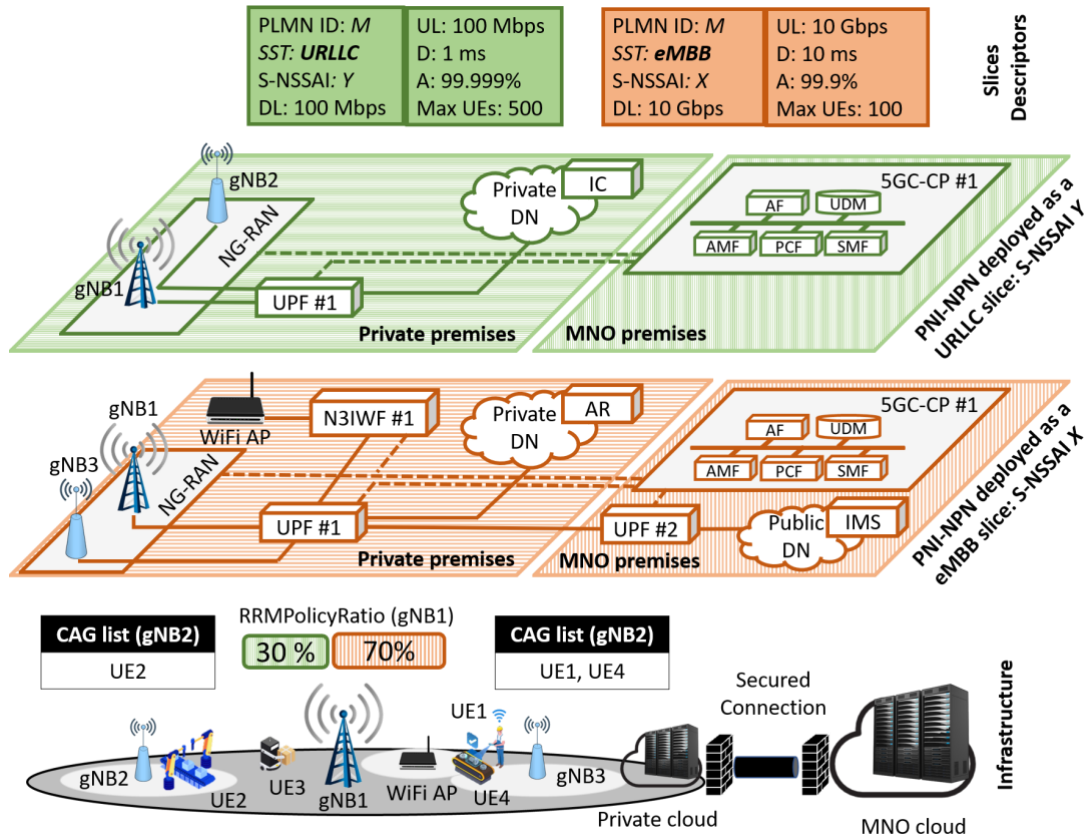 PLMN ID: M
SST: URLLC
S-NSSAI: Y
DL: 100 Mbps
UL: 100 Mbps
D: 1 ms
A: 99.999%
Max UEs: 500
PLMN ID: M
SST: eMBB
S-NSSAI: X
DL: 10 Gbps
UL: 10 Gbps
D: 10 ms
A: 99.9%
Max UEs: 100
Slices
Descriptors
gNB2
gNB1
NG-RAN
UPF #1
Private
DN
IC
Private premises
MNO premises
5GC-CP #1
AF
UDM
AMF
PCF
SMF
PNI-NPN deployed as a
URLLC slice: S-NSSAI Y
gNB1
gNB3
WiFi AP
NG-RAN
N3IWF #1
UPF #1
Private
DN
AR
Private premises
MNO premises
5GC-CP #1
AF
UDM
AMF
PCF
SMF
UPF #2
Public
DN
IMS
PNI-NPN deployed as a
eMBB slice: S-NSSAI X
CAG list (gNB2)
UE2
RRMPolicyRatio (gNB1)
30 %
70%
CAG list (gNB2)
UE1, UE4
gNB2
UE2
UE3
gNB1
WiFi AP
UE1
UE4
gNB3
Private cloud
Secured
Connection
MNO cloud
Infrastructure